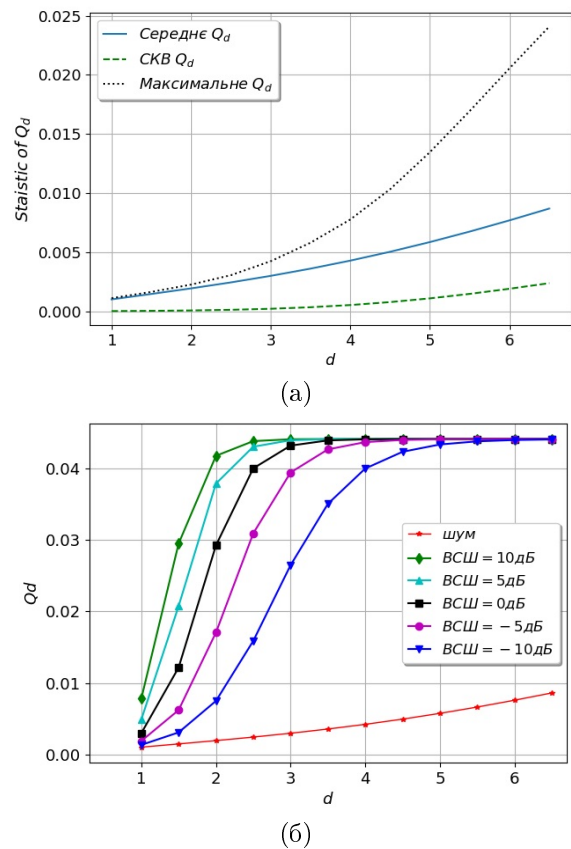 0.025
0.020
0.015
0.010
0.005
0.000
Staistic of Q_d
Середнє Q_d
СКВ Q_d
Максимальне Q_d
1 2 3 4 5 6
d
(а)
0.04
0.03
0.02
0.01
0.00
Qd
шум
ВСШ = 10дБ
ВСШ = 5дБ
ВСШ = 0дБ
ВСШ = −5дБ
ВСШ = −10дБ
1 2 3 4 5 6
d
(б)